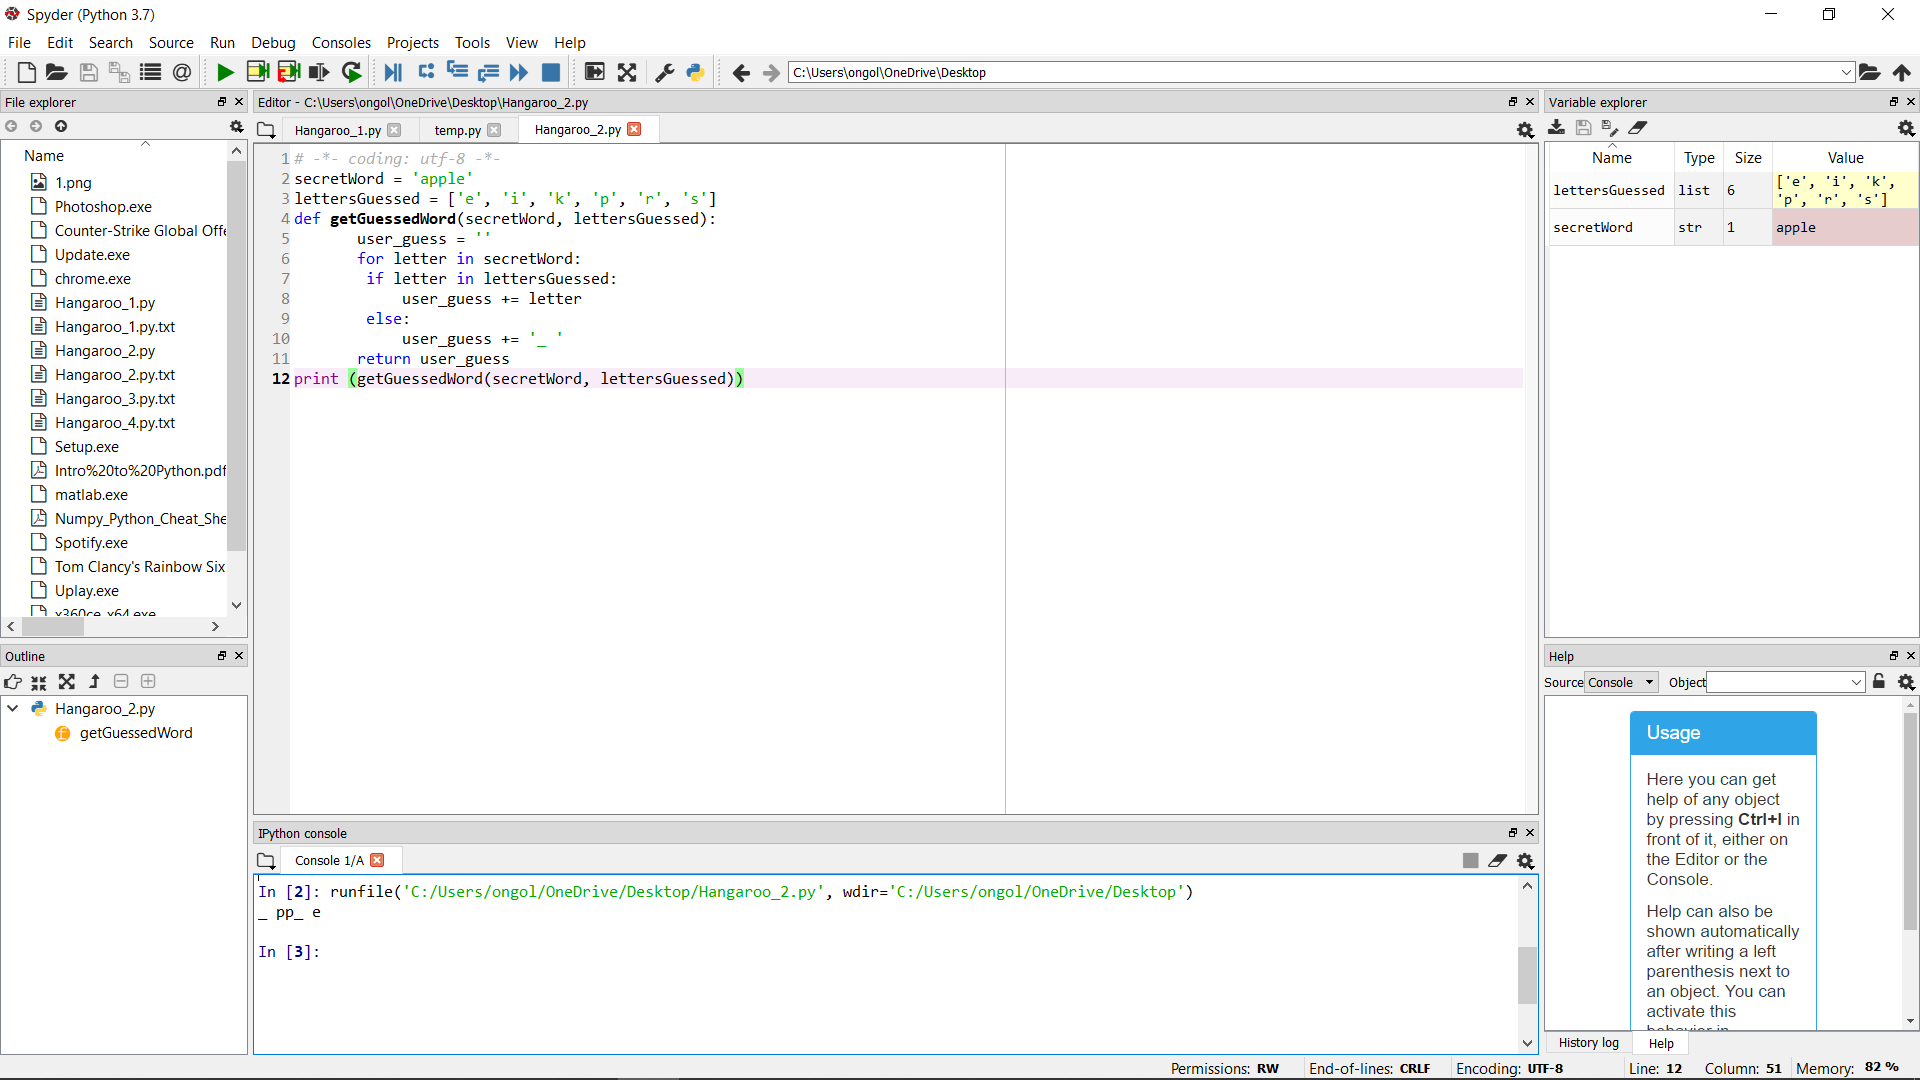 Spyder (Python 3.7)
File Edit Search Source Run Debug Consoles Projects Tools View Help
C:\Users\ongol\OneDrive\Desktop
File explorer
Name
1.png
Photoshop.exe
Counter-Strike Global Offe
Update.exe
chrome.exe
Hangaroo_1.py
Hangaroo_1.py.txt
Hangaroo_2.py
Hangaroo_2.py.txt
Hangaroo_3.py.txt
Hangaroo_4.py.txt
Setup.exe
Intro%20to%20Python.pdf
matlab.exe
Numpy_Python_Cheat_She
Spotify.exe
Tom Clancy's Rainbow Six
Uplay.exe
x360ce_x64.exe
Outline
Hangaroo_2.py
getGuessedWord
Editor - C:\Users\ongol\OneDrive\Desktop\Hangaroo_2.py
Hangaroo_1.py temp.py Hangaroo_2.py
1 # -*- coding: utf-8 -*-
2 secretWord = 'apple'
3 lettersGuessed = ['e', 'i', 'k', 'p', 'r', 's']
4 def getGuessedWord(secretWord, lettersGuessed):
5 user_guess = ''
6 for letter in secretWord:
7 if letter in lettersGuessed:
8 user_guess += letter
9 else:
10 user_guess += '_ '
11 return user_guess
12 print (getGuessedWord(secretWord, lettersGuessed))
IPython console
Console 1/A
In [2]: runfile('C:/Users/ongol/OneDrive/Desktop/Hangaroo_2.py', wdir='C:/Users/ongol/OneDrive/Desktop')
_ pp_ e
In [3]:
Variable explorer
Name Type Size Value
lettersGuessed list 6 ['e', 'i', 'k',
'p', 'r', 's']
secretWord str 1 apple
Help
Source Console Object
Usage
Here you can get
help of any object
by pressing Ctrl+I in
front of it, either on
the Editor or the
Console.
Help can also be
shown automatically
after writing a left
parenthesis next to
an object. You can
activate this
behavior in
History log Help
Permissions: RW End-of-lines: CRLF Encoding: UTF-8 Line: 12 Column: 51 Memory: 82 %